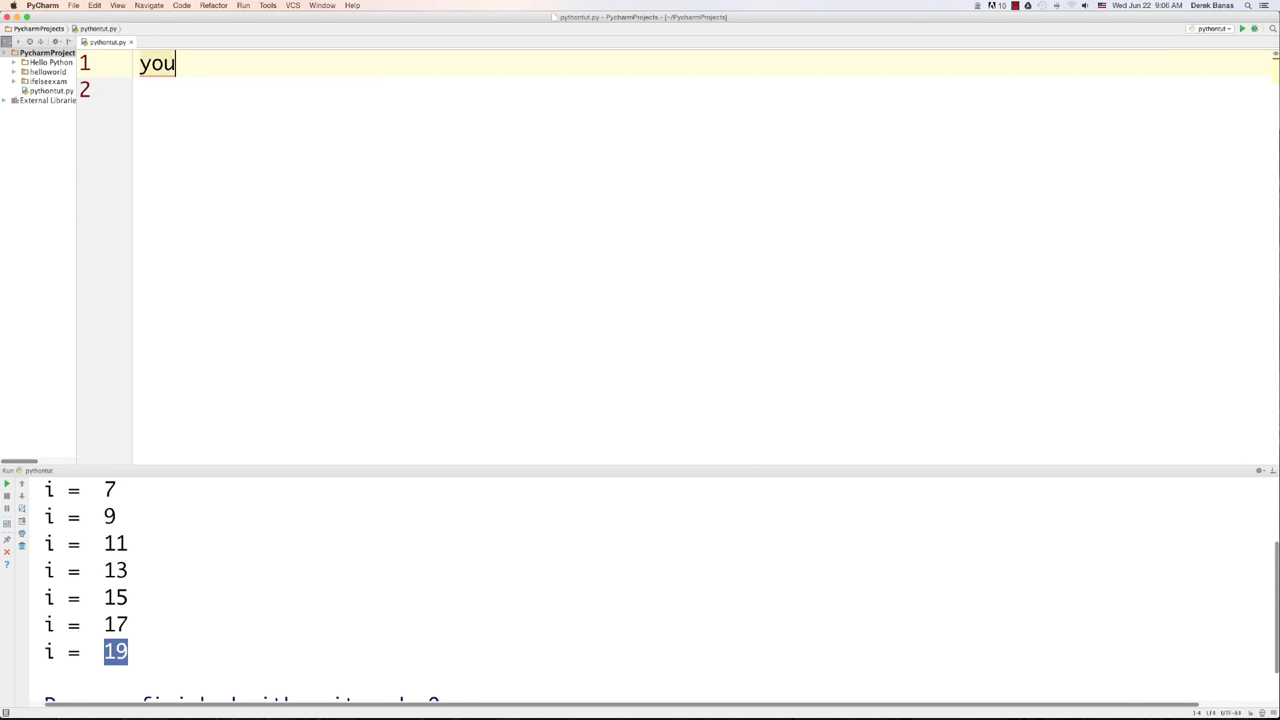 PyCharm File Edit View Navigate Code Refactor Run Tools VCS Window Help 10 Wed Jun 22 9:06 AM Derek Banas
pythontut.py - PycharmProjects - [~/PycharmProjects]
PycharmProjects pythontut.py pythontut
pythontut.py
PycharmProject
Hello Python
helloworld
ifelseexam
pythontut.py
External Librarie
1 you
2
Run pythontut
i = 7
i = 9
i = 11
i = 13
i = 15
i = 17
i = 19
1:4 LF UTF-8